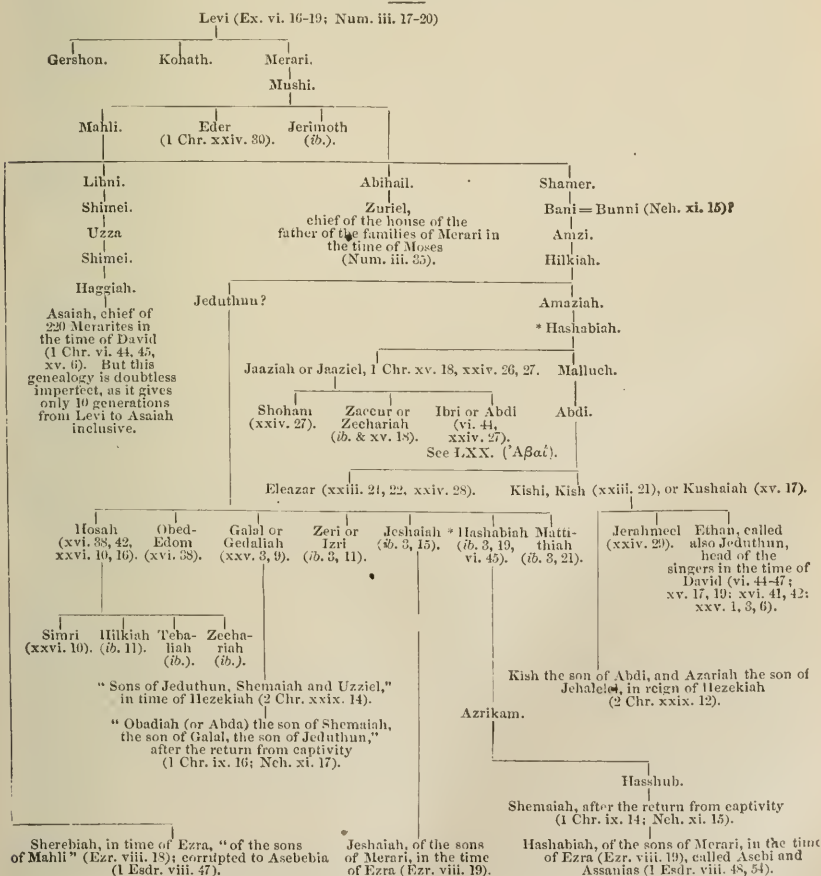 Levi (Ex. vi. 16-19; Num. iii. 17-20)
Gershon. Kohath. Merari.
Mushi.
Mahli. Eder Jerimoth
(1 Chr. xxiv. 30). (ib.).
Libni. Abihail. Shamer.
Shimei. Zuriel, Bani = Bunni (Neh. xi. 15)?
chief of the house of the
Uzza father of the families of Merari in Amzi.
the time of Moses
Shimei. (Num. iii. 35). Hilkiah.
Haggiah. Jeduthun? Amaziah.
Asaiah, chief of
220 Merarites in * Hashabiah.
the time of David
(1 Chr. vi. 44, 45,
xv. 6). But this Jaaziah or Jaaziel, 1 Chr. xv. 18, xxiv. 26, 27. Malluch.
genealogy is doubtless
imperfect, as it gives Shoham Zaccur or Ibri or Abdi Abdi.
only 10 generations (xxiv. 27). Zechariah (vi. 44,
from Levi to Asaiah (ib. & xv. 18). xxiv. 27).
inclusive. See LXX. ('Αβαΐ).
Eleazar (xxiii. 21, 22, xxiv. 28). Kishi, Kish (xxiii. 21), or Kushaiah (xv. 17).
Hosah Obed- Galal or Zeri or Jeshaiah * Hashabiah Matti- Jerahmeel Ethan, called
(xvi. 38, 42, Edom Gedaliah Izri (ib. 3, 15). (ib. 3, 19, thiah (xxiv. 29). also Jeduthun,
xxvi. 10, 16). (xvi. 38). (xxv. 3, 9). (ib. 3, 11). vi. 45). (ib. 3, 21). head of the
singers in the time of
David (vi. 44-47;
xv. 17, 19; xvi. 41, 42;
xxv. 1, 3, 6).
Simri Hilkiah Teba- Zecha-
(xxvi. 10). (ib. 11). liah riah
(ib.). (ib.).
"Sons of Jeduthun, Shemaiah and Uzziel,"
in time of Hezekiah (2 Chr. xxix. 14).
Kish the son of Abdi, and Azariah the son of
Jehalelel, in reign of Hezekiah
(2 Chr. xxix. 12).
Azrikam.
"Obadiah (or Abda) the son of Shemaiah,
the son of Galal, the son of Jeduthun,"
after the return from captivity
(1 Chr. ix. 16; Neh. xi. 17).
Hasshub.
Shemaiah, after the return from captivity
(1 Chr. ix. 14; Neh. xi. 15).
Sherebiah, in time of Ezra, "of the sons Jeshaiah, of the sons Hashabiah, of the sons of Merari, in the time
of Mahli" (Ezr. viii. 18); corrupted to Asebebia of Merari, in the time of Ezra (Ezr. viii. 19), called Asebi and
(1 Esdr. viii. 47). of Ezra (Ezr. viii. 19). Assanias (1 Esdr. viii. 48, 54).